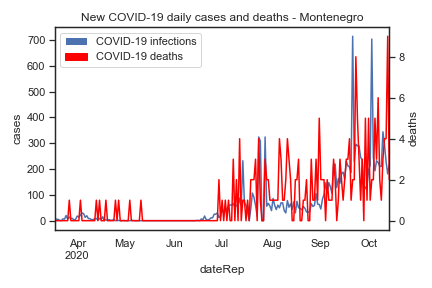 New COVID-19 daily cases and deaths - Montenegro
COVID-19 infections
COVID-19 deaths
700
600
500
400
300
200
100
0
cases
8
6
4
2
0
deaths
Apr May Jun Jul Aug Sep Oct
2020
dateRep